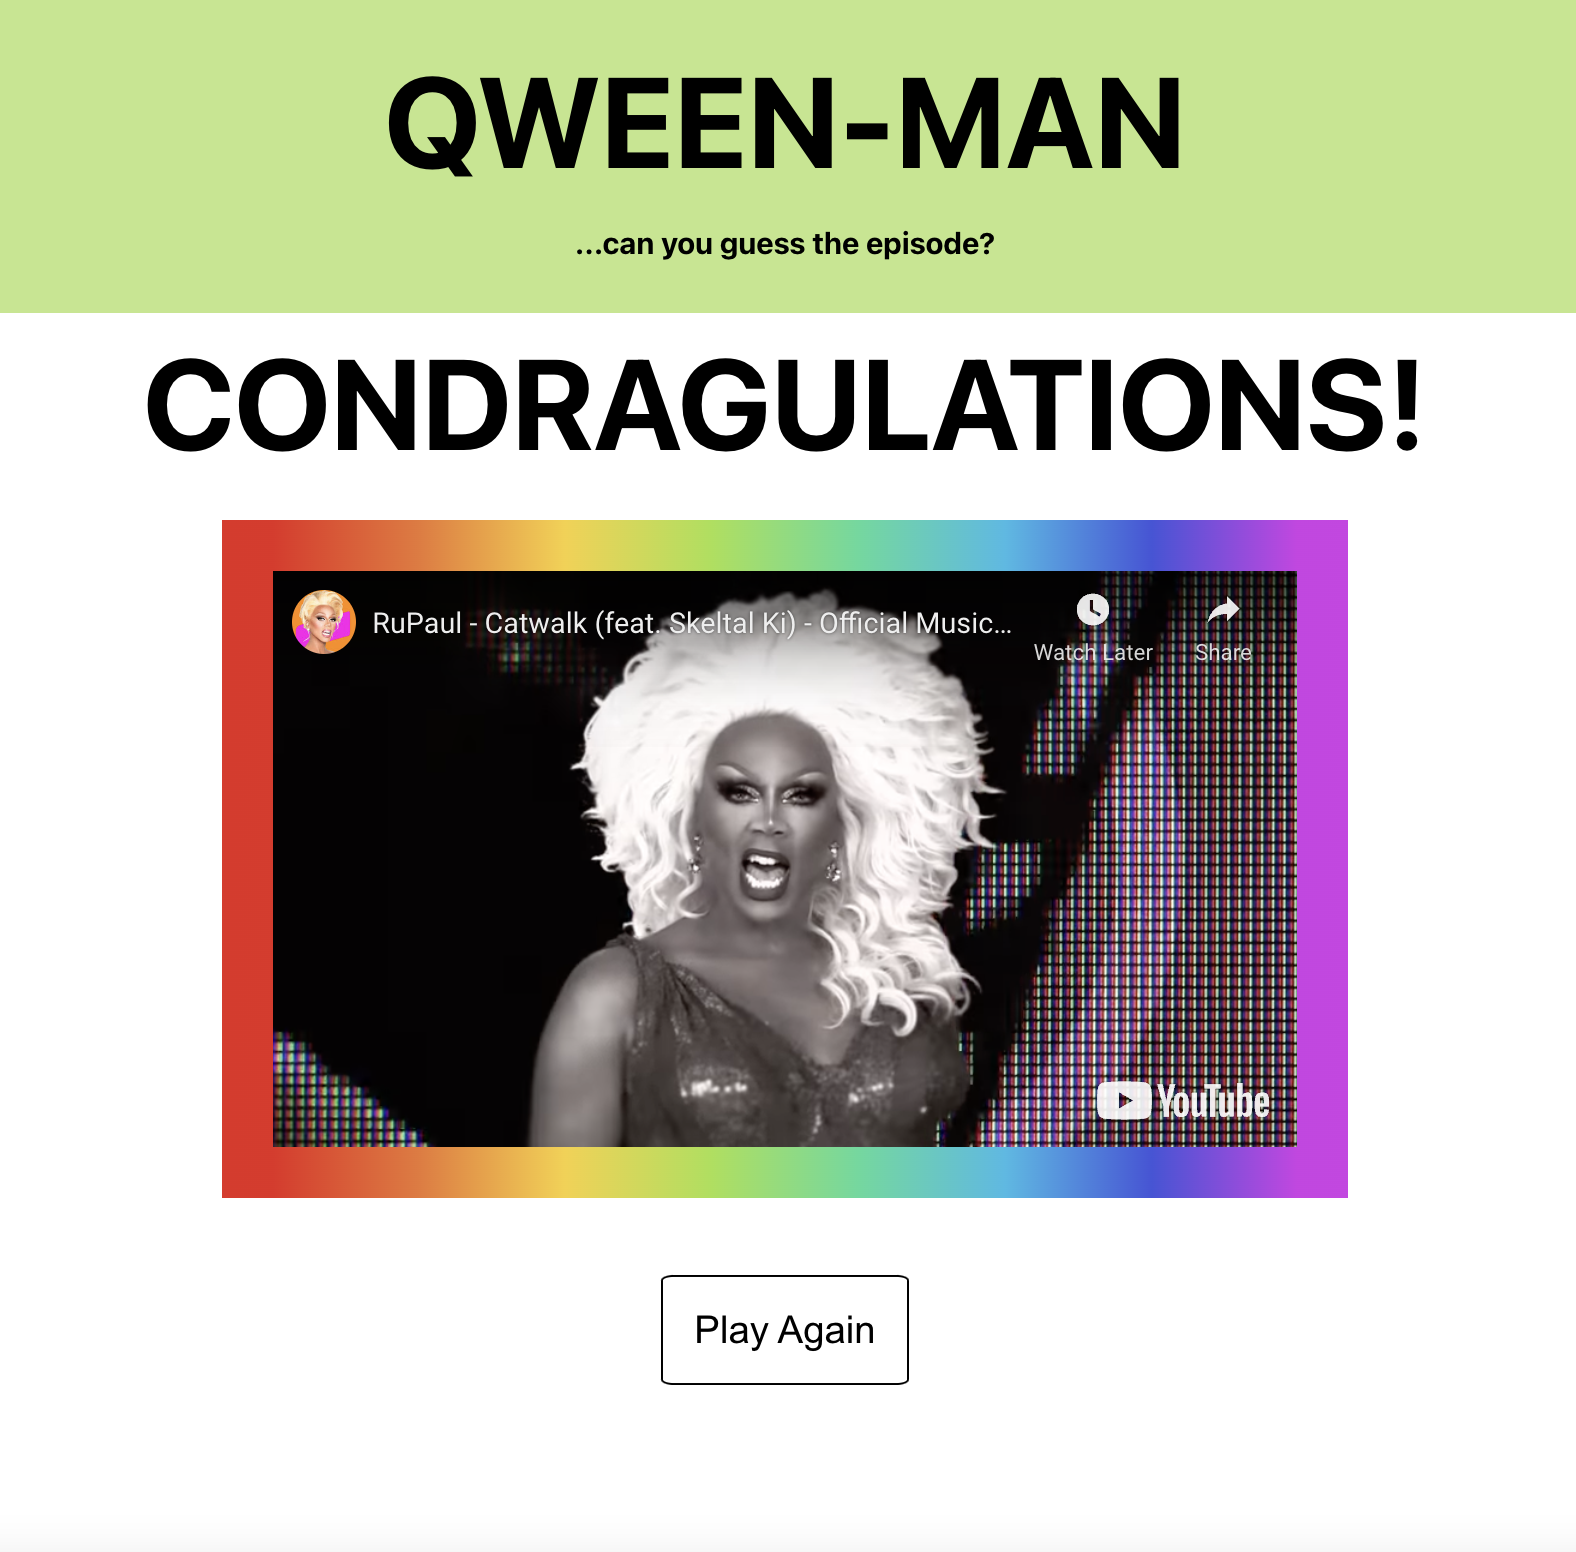 QWEEN-MAN
...can you guess the episode?
CONDRAGULATIONS!
RuPaul - Catwalk (feat. Skeltal Ki) - Official Music...
Watch Later
Share
YouTube
Play Again